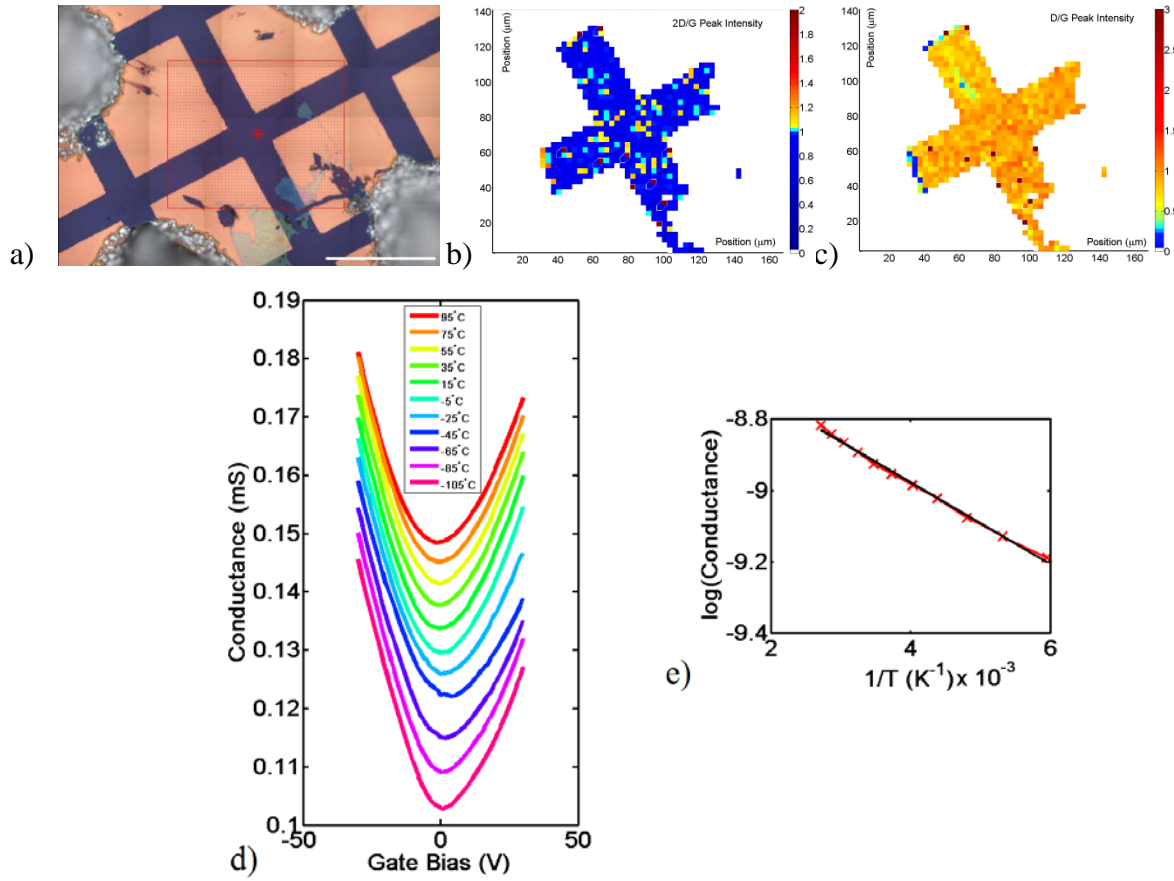 a)
140
120
100
80
60
40
20
Position (μm)
2D/G Peak Intensity
Position (μm)
20 40 60 80 100 120 140 160
2
1.8
1.6
1.4
1.2
1
0.8
0.6
0.4
0.2
0
b)
140
120
100
80
60
40
20
Position (μm)
D/G Peak Intensity
Position (μm)
20 40 60 80 100 120 140 160
3
2.5
2
1.5
1
0.5
0
c)
0.19
0.18
0.17
0.16
0.15
0.14
0.13
0.12
0.11
0.1
Conductance (mS)
95°C
75°C
55°C
35°C
15°C
-5°C
-25°C
-45°C
-65°C
-85°C
-105°C
-50 0 50
Gate Bias (V)
d)
-8.8
-9
-9.2
-9.4
log(Conductance)
2 4 6
1/T (K⁻¹) x 10⁻³
e)